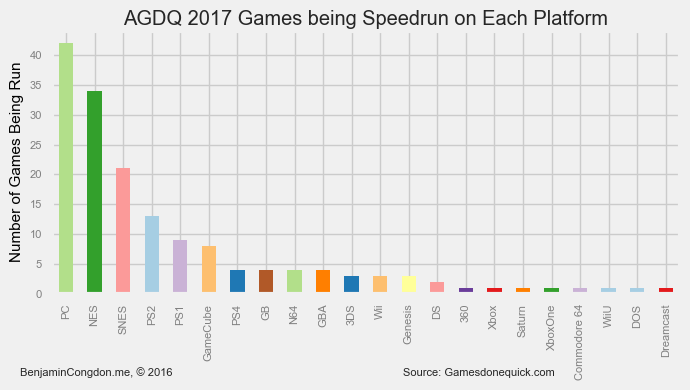 AGDQ 2017 Games being Speedrun on Each Platform
Number of Games Being Run
40
35
30
25
20
15
10
5
0
PC
NES
SNES
PS2
PS1
GameCube
PS4
GB
N64
GBA
3DS
Wii
Genesis
DS
360
Xbox
Saturn
XboxOne
Commodore 64
WiiU
DOS
Dreamcast
BenjaminCongdon.me, © 2016
Source: Gamesdonequick.com